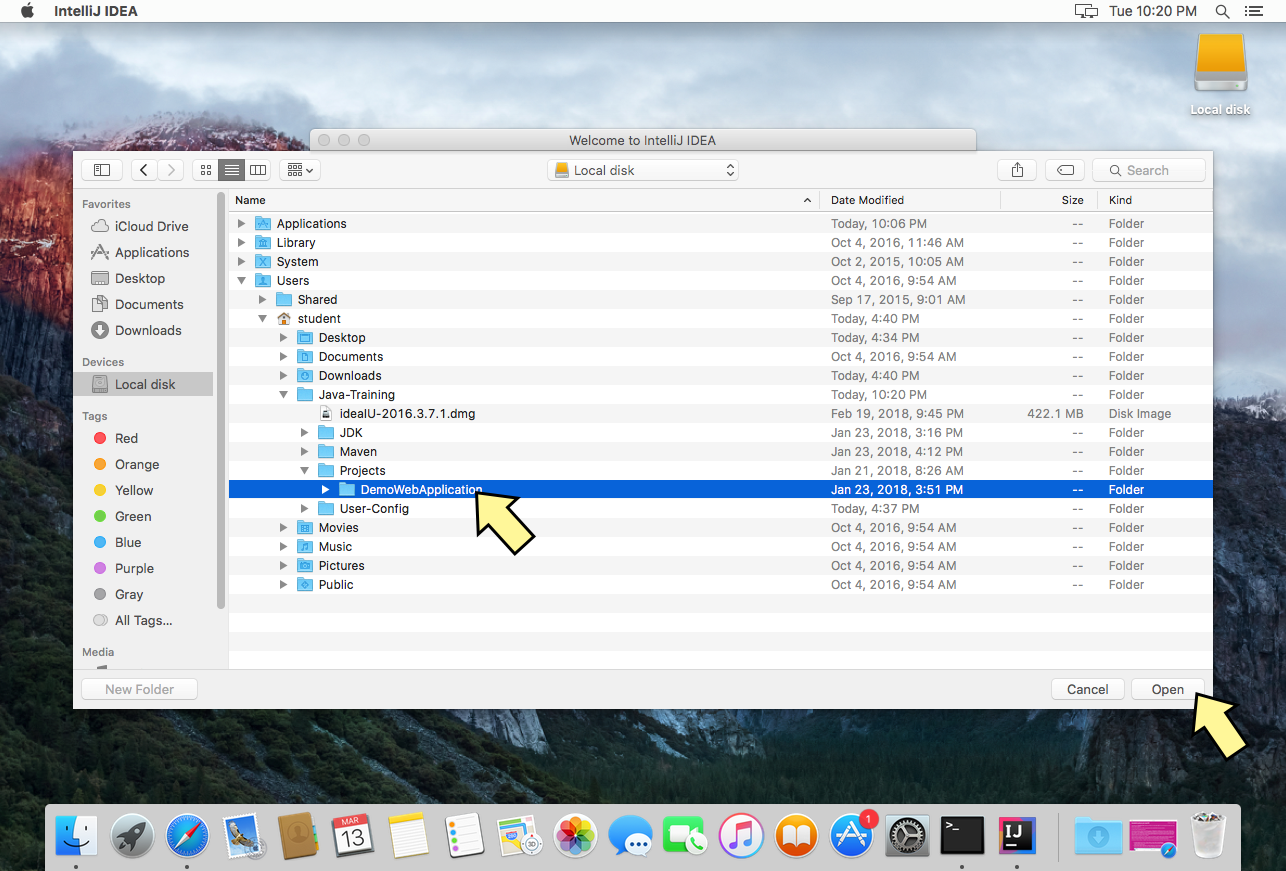 IntelliJ IDEA Tue 10:20 PM
Local disk
Welcome to IntelliJ IDEA
Local disk Search
Favorites
iCloud Drive
Applications
Desktop
Documents
Downloads
Devices
Local disk
Tags
Red
Orange
Yellow
Green
Blue
Purple
Gray
All Tags...
Media
Name Date Modified Size Kind
Applications Today, 10:06 PM -- Folder
Library Oct 4, 2016, 11:46 AM -- Folder
System Oct 2, 2015, 10:05 AM -- Folder
Users Oct 4, 2016, 9:54 AM -- Folder
Shared Sep 17, 2015, 9:01 AM -- Folder
student Today, 4:40 PM -- Folder
Desktop Today, 4:34 PM -- Folder
Documents Oct 4, 2016, 9:54 AM -- Folder
Downloads Today, 4:40 PM -- Folder
Java-Training Today, 10:20 PM -- Folder
ideaIU-2016.3.7.1.dmg Feb 19, 2018, 9:45 PM 422.1 MB Disk Image
JDK Jan 23, 2018, 3:16 PM -- Folder
Maven Jan 23, 2018, 4:12 PM -- Folder
Projects Jan 21, 2018, 8:26 AM -- Folder
DemoWebApplication Jan 23, 2018, 3:51 PM -- Folder
User-Config Today, 4:37 PM -- Folder
Movies Oct 4, 2016, 9:54 AM -- Folder
Music Oct 4, 2016, 9:54 AM -- Folder
Pictures Oct 4, 2016, 9:54 AM -- Folder
Public Oct 4, 2016, 9:54 AM -- Folder
New Folder Cancel Open
MAR
13
3D
1
>_
IJ